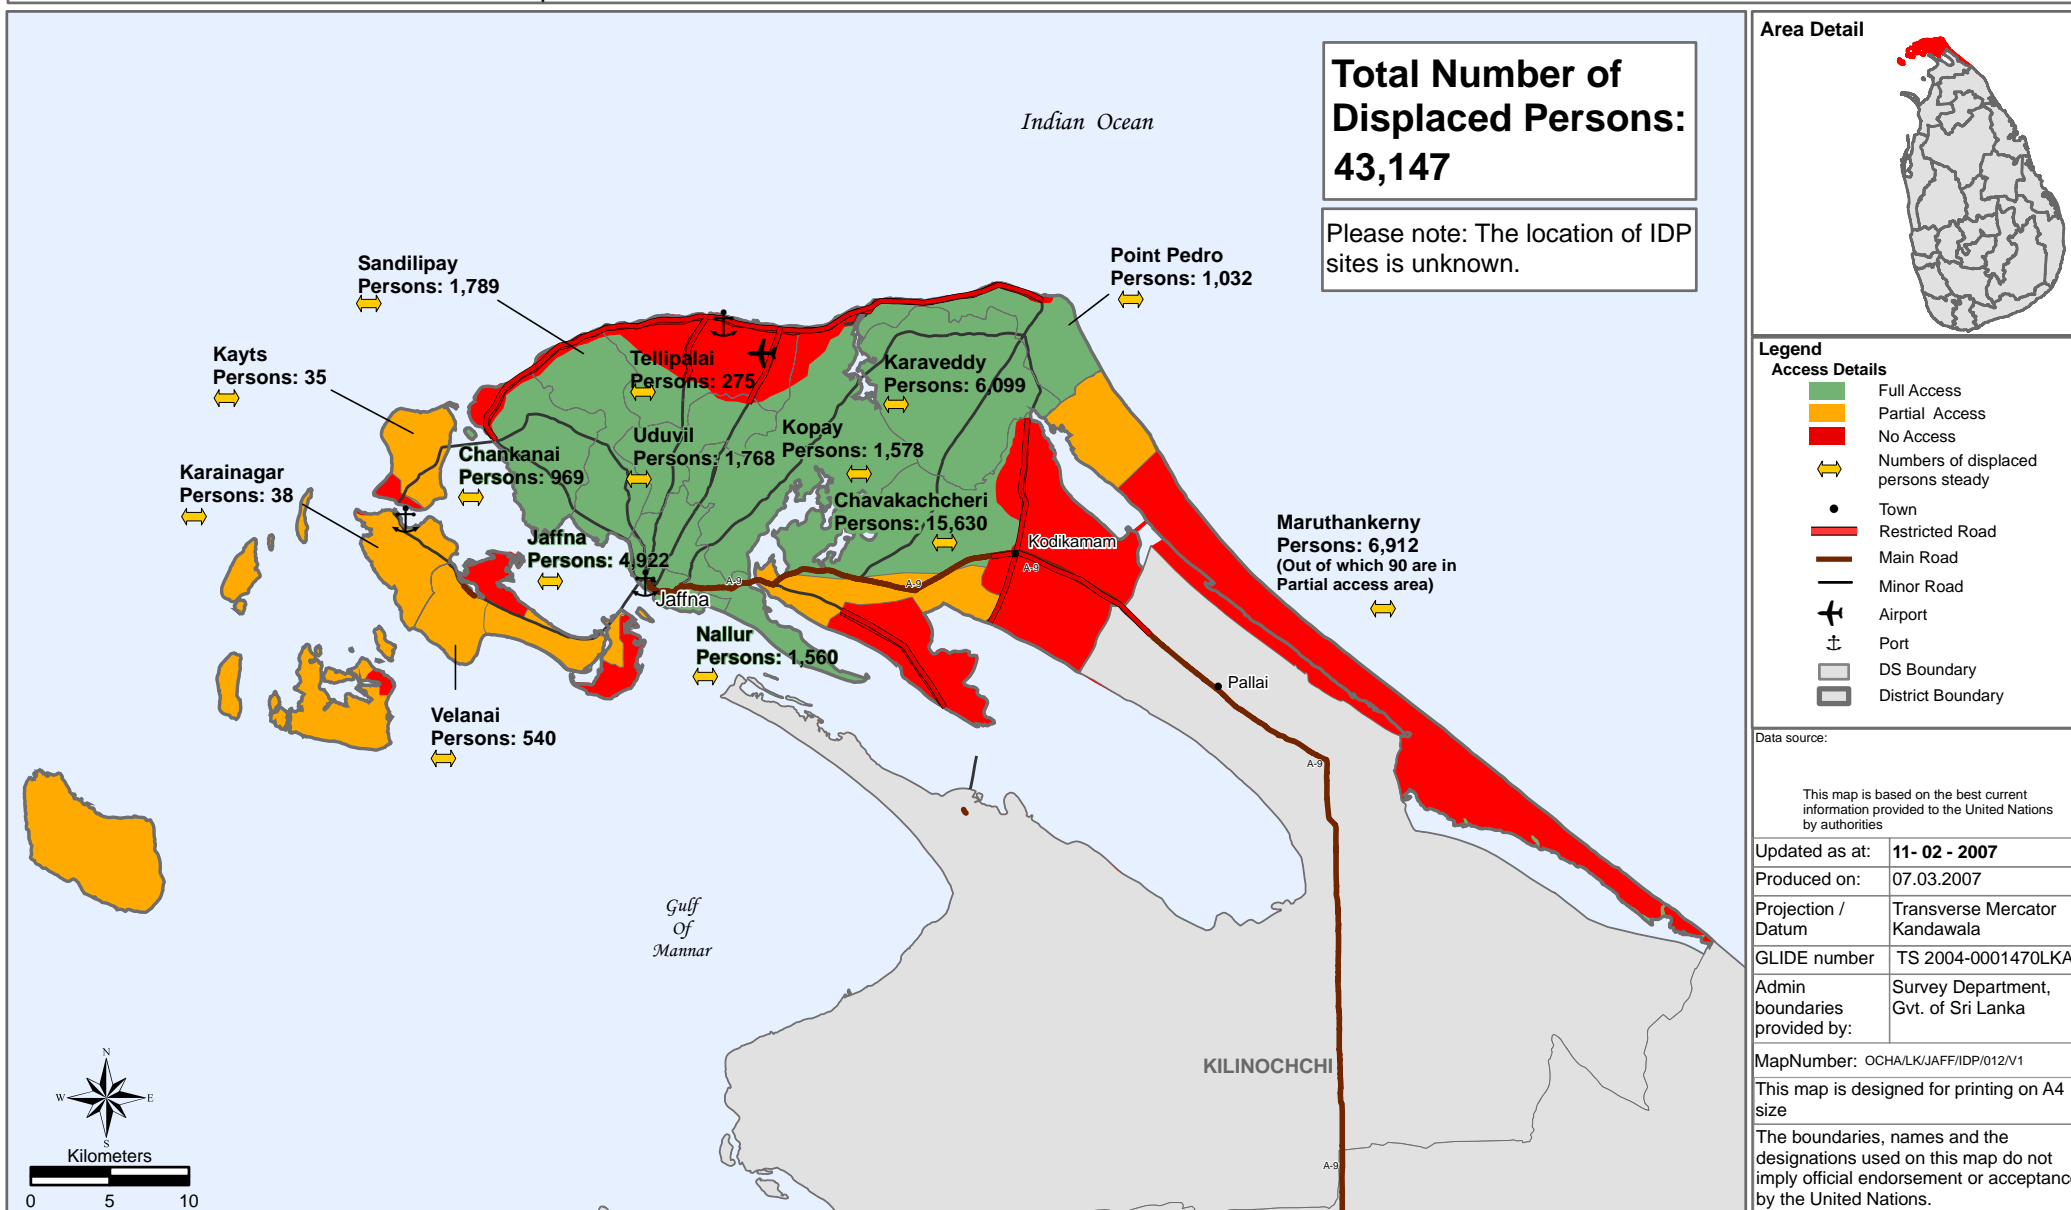 Total Number of
Displaced Persons:
43,147
Please note: The location of IDP
sites is unknown.
Indian Ocean
Sandilipay
Persons: 1,789
Point Pedro
Persons: 1,032
Kayts
Persons: 35
Tellipalai
Persons: 275
Karaveddy
Persons: 6,099
Karainagar
Persons: 38
Chankanai
Persons: 969
Uduvil
Persons: 1,768
Kopay
Persons: 1,578
Chavakachcheri
Persons: 15,630
Jaffna
Persons: 4,922
Kodikamam
Maruthankerny
Persons: 6,912
(Out of which 90 are in
Partial access area)
A-9
A-9
A-9
Jaffna
Nallur
Persons: 1,560
Pallai
Velanai
Persons: 540
A-9
Gulf
Of
Mannar
KILINOCHCHI
A-9
N
W
E
S
Kilometers
0 5 10
Area Detail
Legend
Access Details
Full Access
Partial Access
No Access
Numbers of displaced
persons steady
Town
Restricted Road
Main Road
Minor Road
Airport
Port
DS Boundary
District Boundary
Data source:
This map is based on the best current
information provided to the United Nations
by authorities
Updated as at: 11- 02 - 2007
Produced on: 07.03.2007
Projection / Transverse Mercator
Datum Kandawala
GLIDE number TS 2004-0001470LKA
Admin Survey Department,
boundaries Gvt. of Sri Lanka
provided by:
MapNumber: OCHA/LK/JAFF/IDP/012/V1
This map is designed for printing on A4
size
The boundaries, names and the
designations used on this map do not
imply official endorsement or acceptance
by the United Nations.